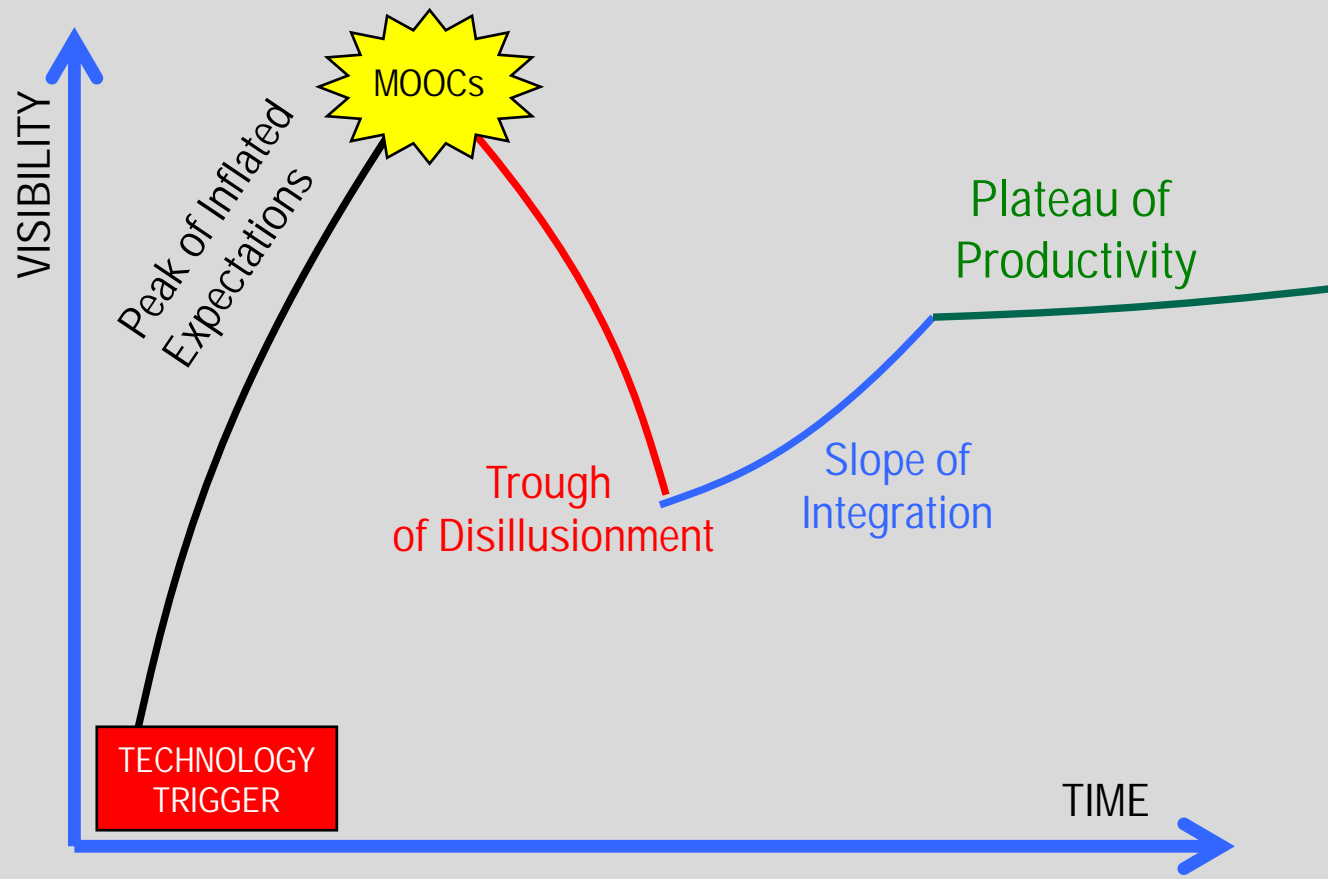 MOOCs
VISIBILITY
Peak of Inflated
Expectations
Plateau of
Productivity
Trough
of Disillusionment
Slope of
Integration
TECHNOLOGY
TRIGGER
TIME